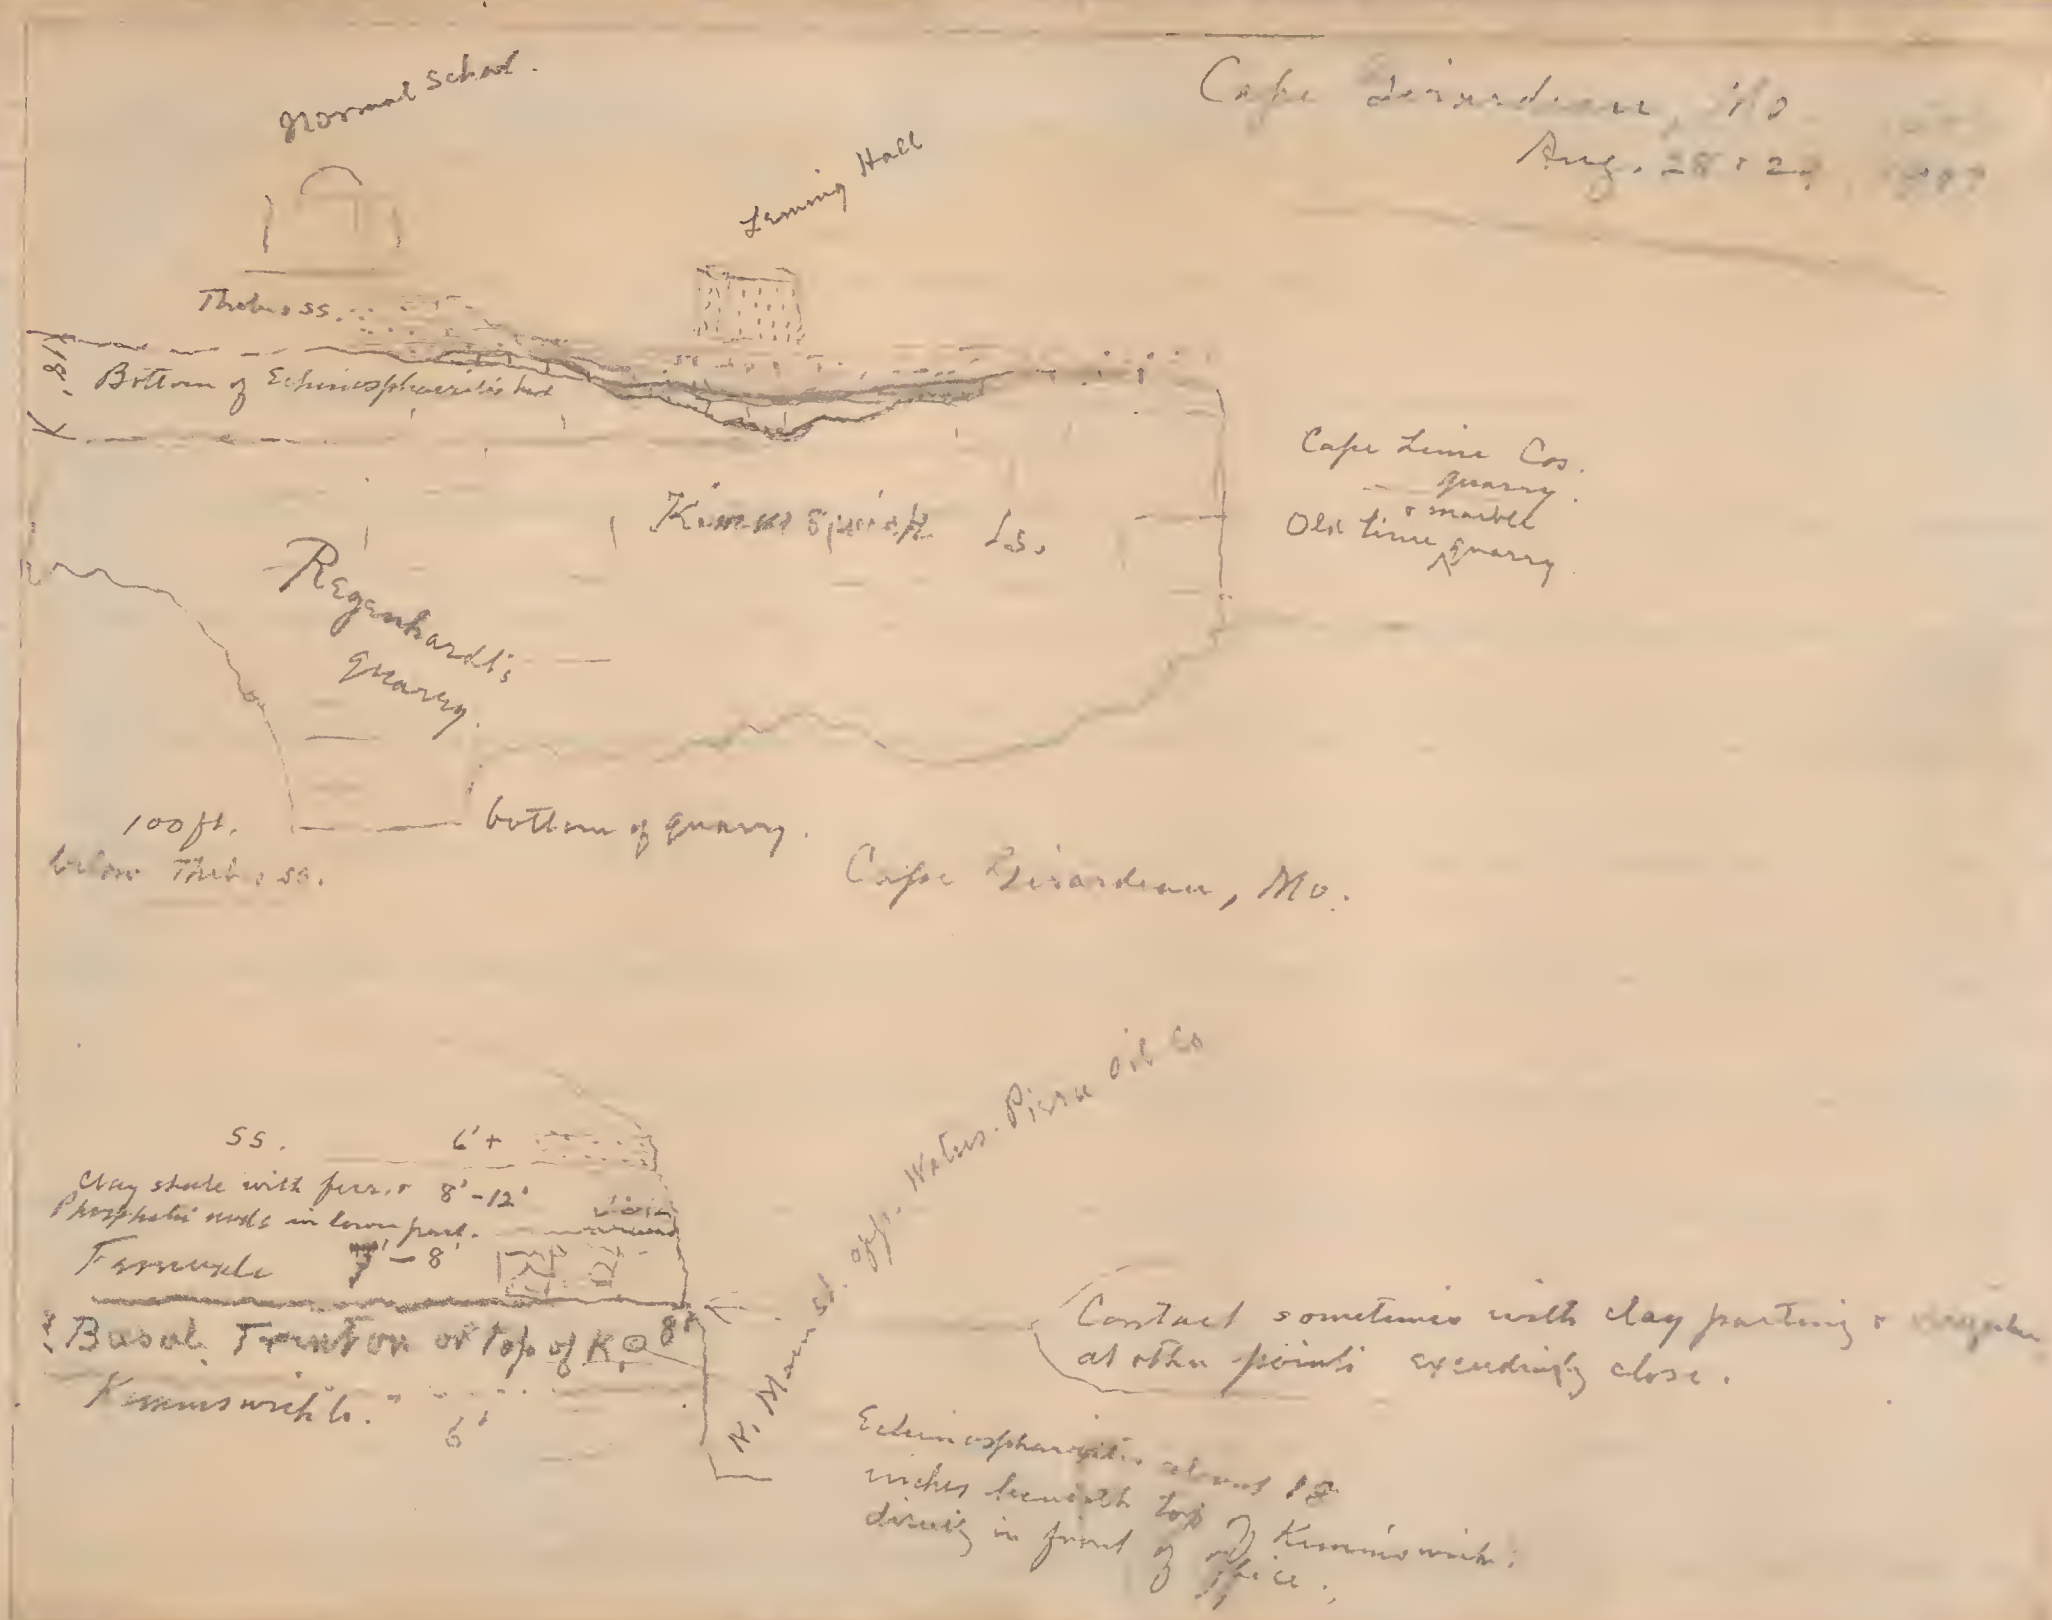 Cape Girardeau, Mo
Aug. 28 & 29
Normal School.
Leming Hall
Thebes ss.
18'
Bottom of Echinosphaerites bed
K
Kimmswick Ls.
Cape Lime Cos.
quarry.
& marble
Old Lime quarry
Regenhardt's
quarry.
100 ft.
below Thebes ss.
bottom of quarry.
Cape Girardeau, Mo.
ss. 6'+
Clay shale with ferr. & 8'-12'
Phosphatic nods in lower part.
Fernvale 7'-8'
Basal Trenton or top of K 8"
Kimmswick ls. 6'
N. Main St. Opp. Waters-Pierce Oil Co
Contact sometimes with clay parting &
at other points exceedingly close.
Echinosphaerites about 18
inches beneath top of Kimmswick
directly in front of office.